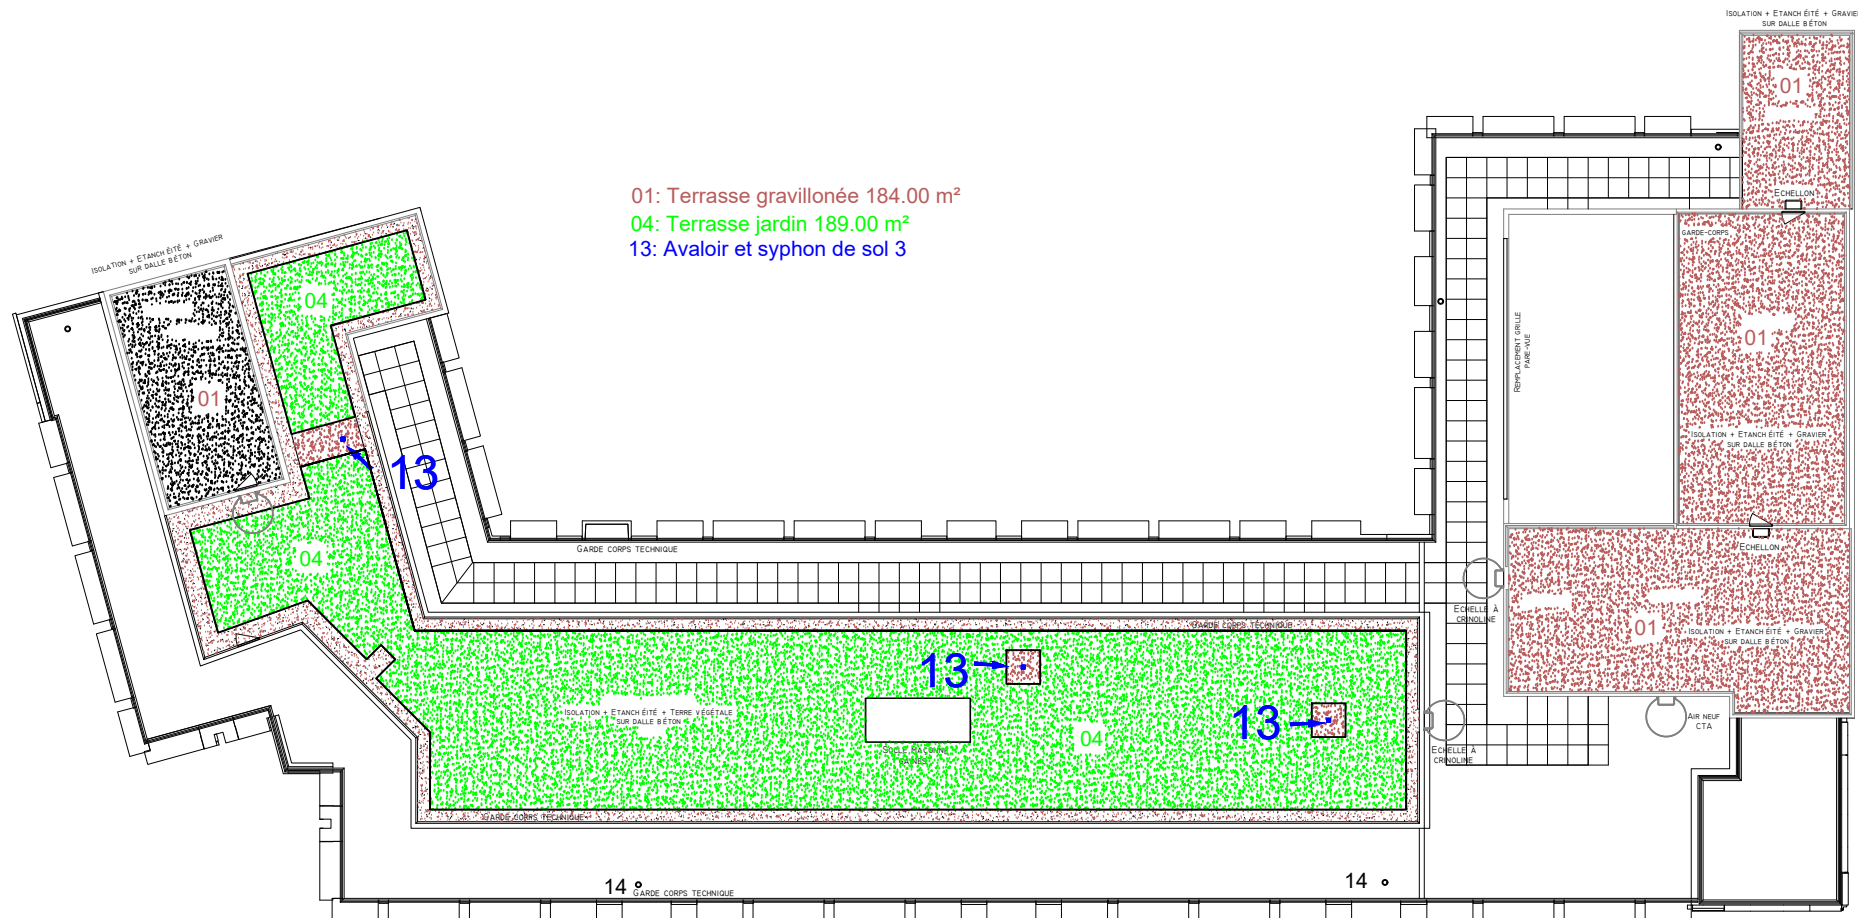 ISOLATION + ETANCHÉITÉ + GRAVIER
SUR DALLE BÉTON
01
01: Terrasse gravillonée 184.00 m²
04: Terrasse jardin 189.00 m²
13: Avaloir et syphon de sol 3
ECHELLON
GARDE-CORPS
ISOLATION + ETANCHÉITÉ + GRAVIER
SUR DALLE BÉTON
04
01
REMPLACEMENT GRILLE
PARE-VUE
01
13
ISOLATION + ETANCHÉITÉ + GRAVIER
SUR DALLE BÉTON
GARDE CORPS TECHNIQUE
ECHELLON
04
ECHELLE À
CRINOLINE
GARDE CORPS TECHNIQUE
01
ISOLATION + ETANCHÉITÉ + GRAVIER
SUR DALLE BÉTON
13
ISOLATION + ETANCHÉITÉ + TERRE VÉGÉTALE
SUR DALLE BÉTON
13
AIR NEUF
CTA
04
ECHELLE À
CRINOLINE
GARDE CORPS TECHNIQUE
14
GARDE CORPS TECHNIQUE
14